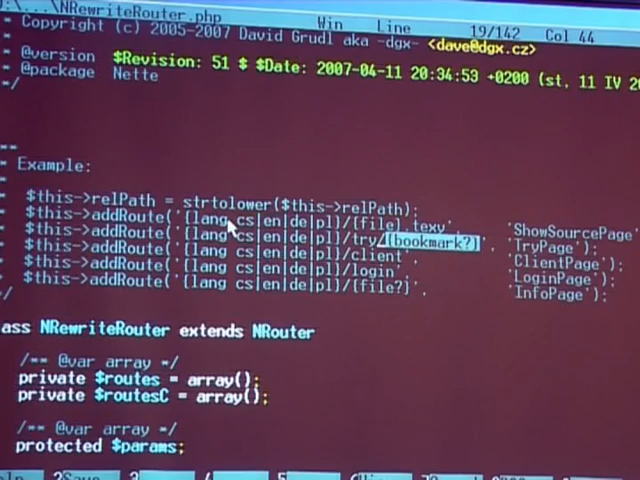 ...\NRewriteRouter.php Win Line 19/142 Col 44
* Copyright (c) 2005-2007 David Grudl aka -dgx- <dave@dgx.cz>
* @version $Revision: 51 $ $Date: 2007-04-11 20:34:53 +0200 (st, 11 IV 20
* @package Nette
*/
* Example:
*
* $this->relPath = strtolower($this->relPath);
* $this->addRoute('[lang cs|en|de|pl]/[file].texy', 'ShowSourcePage'
* $this->addRoute('[lang cs|en|de|pl]/try/[bookmark?]', 'TryPage');
* $this->addRoute('[lang cs|en|de|pl]/client', 'ClientPage');
* $this->addRoute('[lang cs|en|de|pl]/login', 'LoginPage');
* $this->addRoute('[lang cs|en|de|pl]/[file?]', 'InfoPage');
*/
ass NRewriteRouter extends NRouter
/** @var array */
private $routes = array();
private $routesC = array();
/** @var array */
protected $params;
2Save